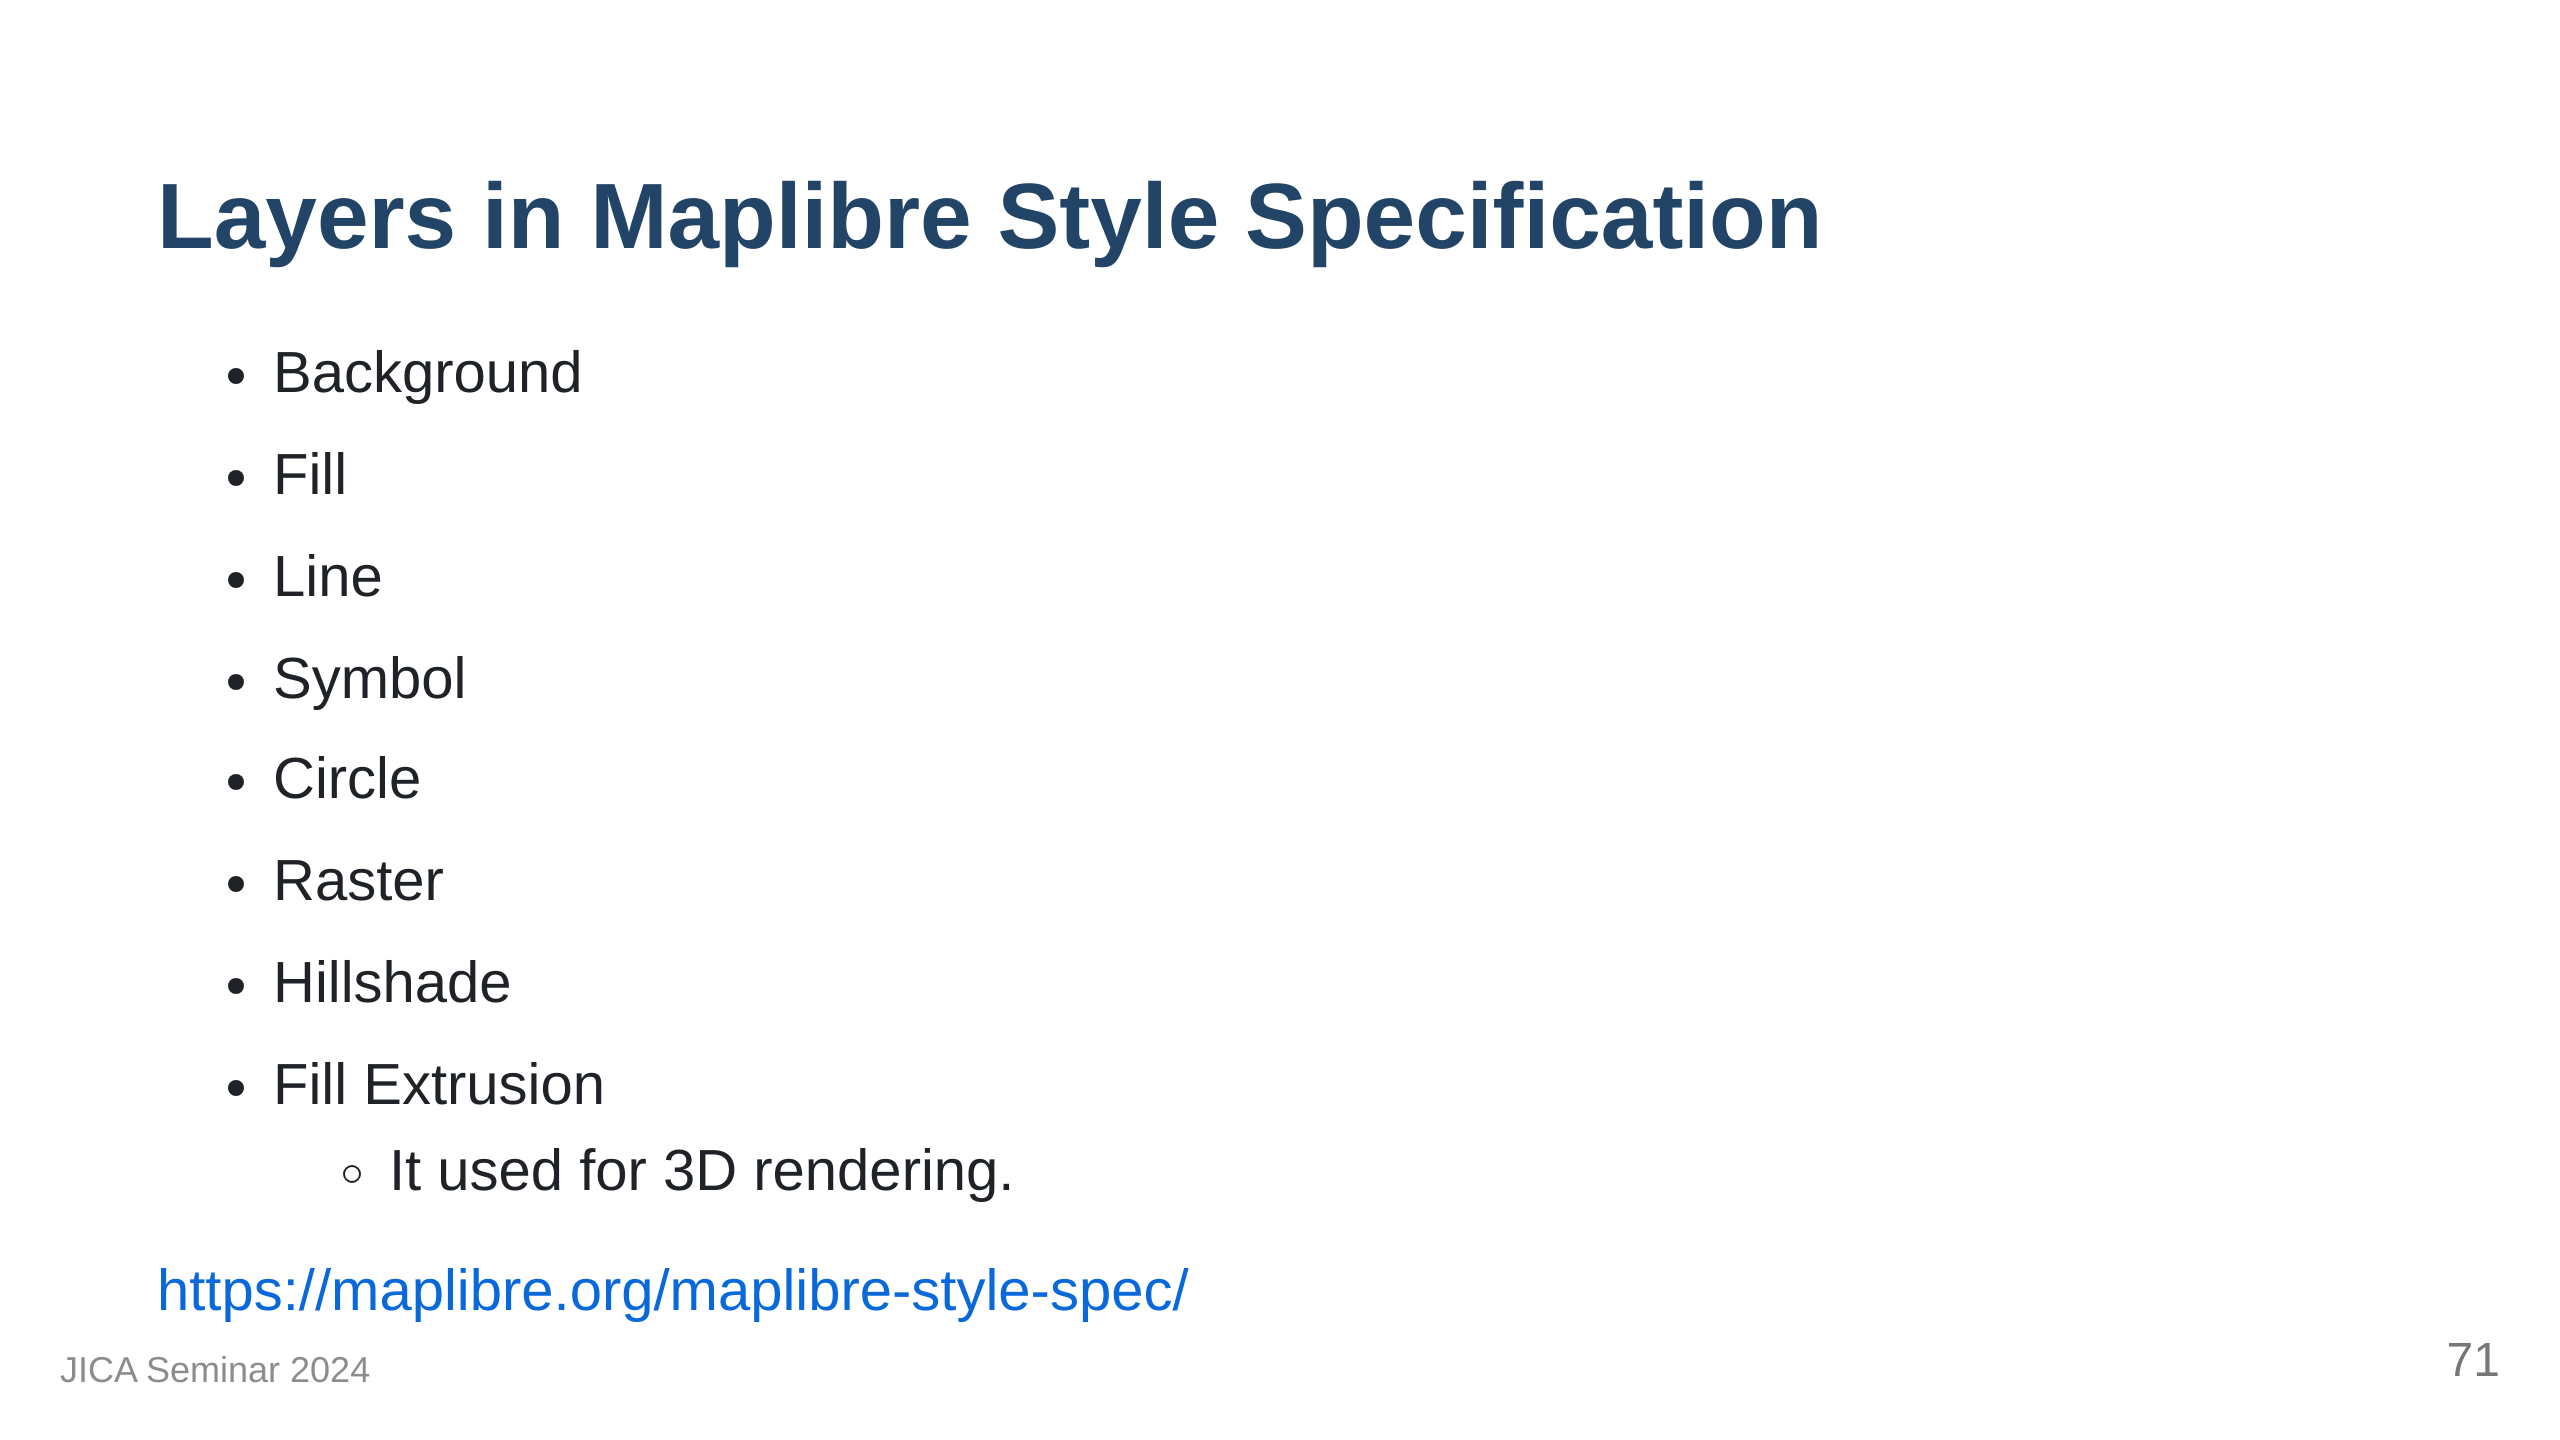 Layers in Maplibre Style Specification
Background
Fill
Line
Symbol
Circle
Raster
Hillshade
Fill Extrusion
It used for 3D rendering.
https://maplibre.org/maplibre-style-spec/
JICA Seminar 2024
71